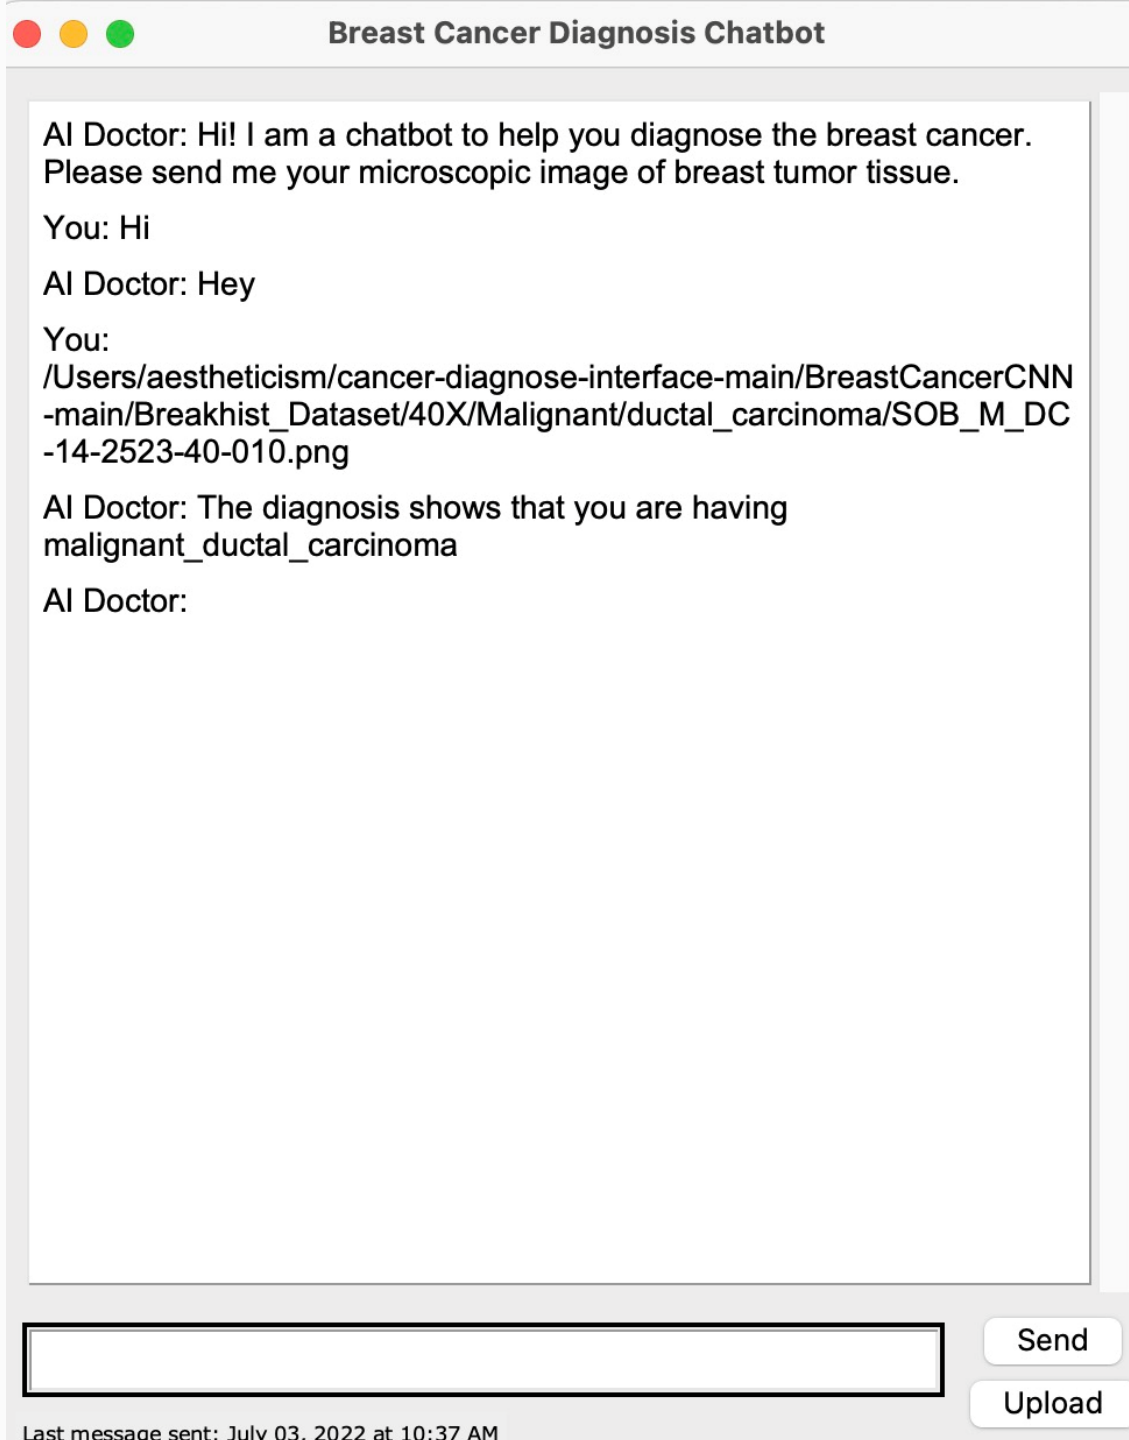 Breast Cancer Diagnosis Chatbot
AI Doctor: Hi! I am a chatbot to help you diagnose the breast cancer.
Please send me your microscopic image of breast tumor tissue.
You: Hi
AI Doctor: Hey
You:
/Users/aestheticism/cancer-diagnose-interface-main/BreastCancerCNN
-main/Breakhist_Dataset/40X/Malignant/ductal_carcinoma/SOB_M_DC
-14-2523-40-010.png
AI Doctor: The diagnosis shows that you are having
malignant_ductal_carcinoma
AI Doctor:
Send
Upload
Last message sent: July 03, 2022 at 10:37 AM